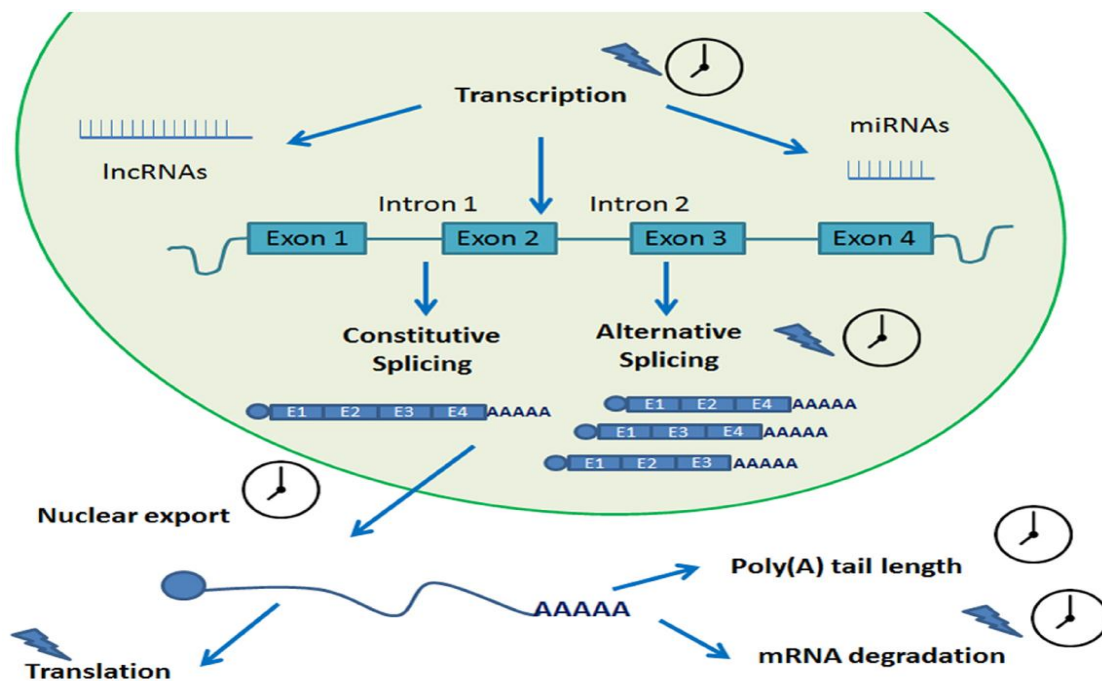 Transcription
lncRNAs
miRNAs
Intron 1
Intron 2
Exon 1
Exon 2
Exon 3
Exon 4
Constitutive
Splicing
Alternative
Splicing
E1 E2 E3 E4 AAAAA
E1 E2 E4 AAAAA
E1 E3 E4 AAAAA
E1 E2 E3 AAAAA
Nuclear export
AAAAA
Poly(A) tail length
Translation
mRNA degradation